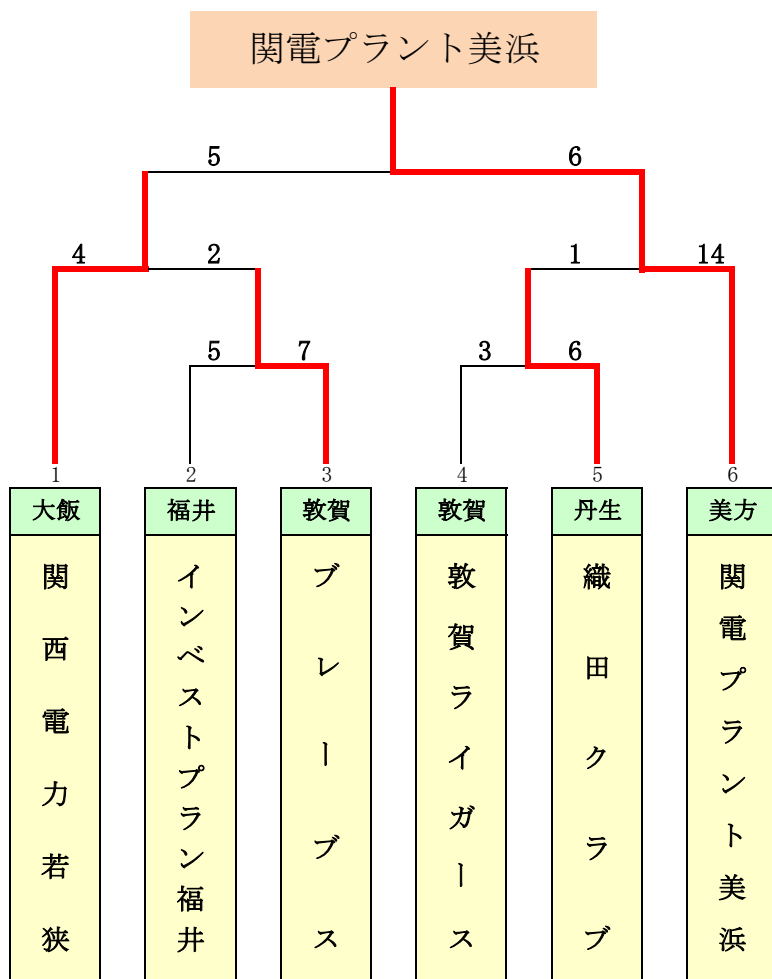 関電プラント美浜
5
6
4
2
1
14
5
7
3
6
1
2
3
4
5
6
大飯
福井
敦賀
敦賀
丹生
美方
関西電力若狭
インベストプラン福井
ブレーブス
敦賀ライガース
織田クラブ
関電プラント美浜